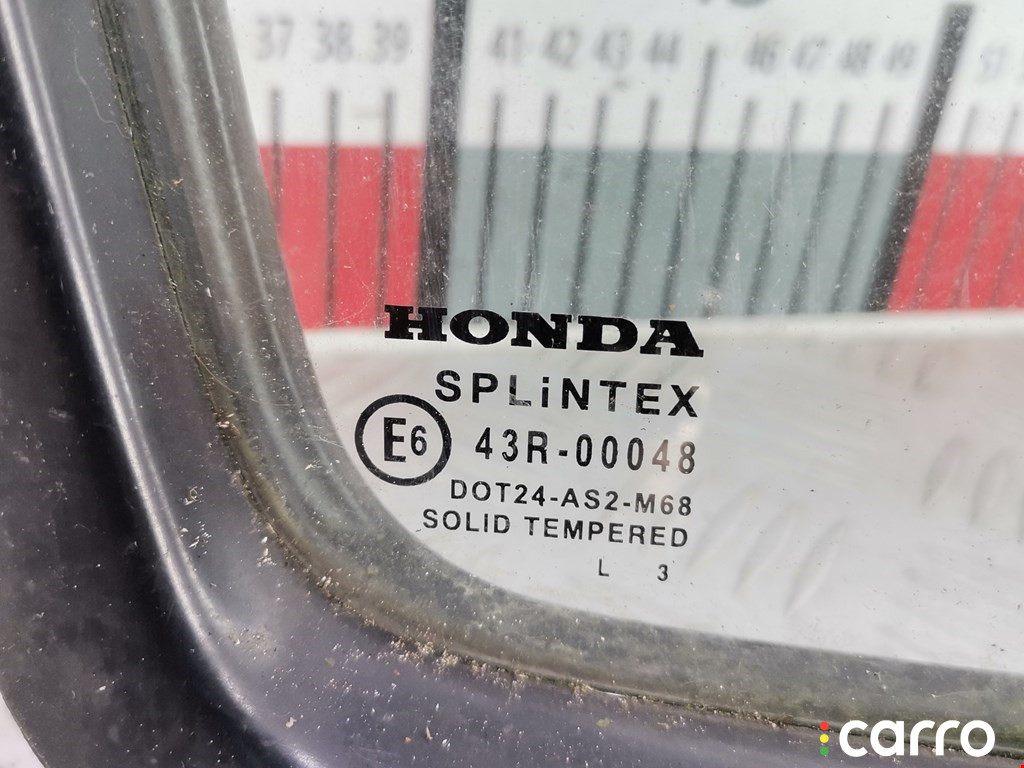 37 38 39 41 42 43 44 46 47 48 49 51
HONDA
SPLiNTEX
E6 43R-00048
DOT24-AS2-M68
SOLID TEMPERED
L 3
carro